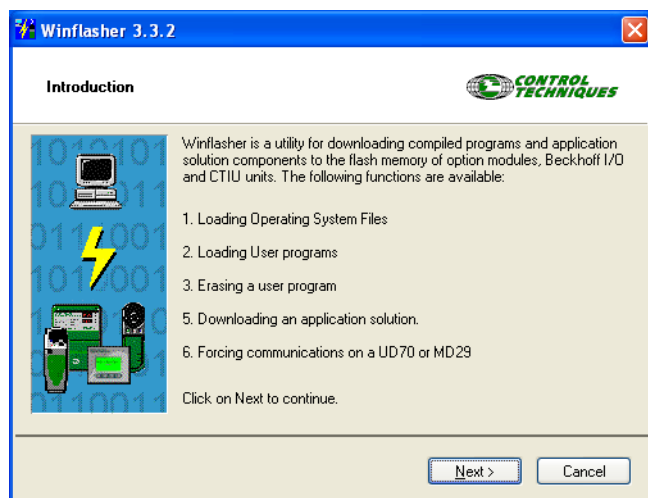 Winflasher 3.3.2
Introduction
CONTROL
TECHNIQUES
Winflasher is a utility for downloading compiled programs and application
solution components to the flash memory of option modules, Beckhoff I/O
and CTIU units. The following functions are available:
1. Loading Operating System Files
2. Loading User programs
3. Erasing a user program
5. Downloading an application solution.
6. Forcing communications on a UD70 or MD29
Click on Next to continue.
Next >
Cancel